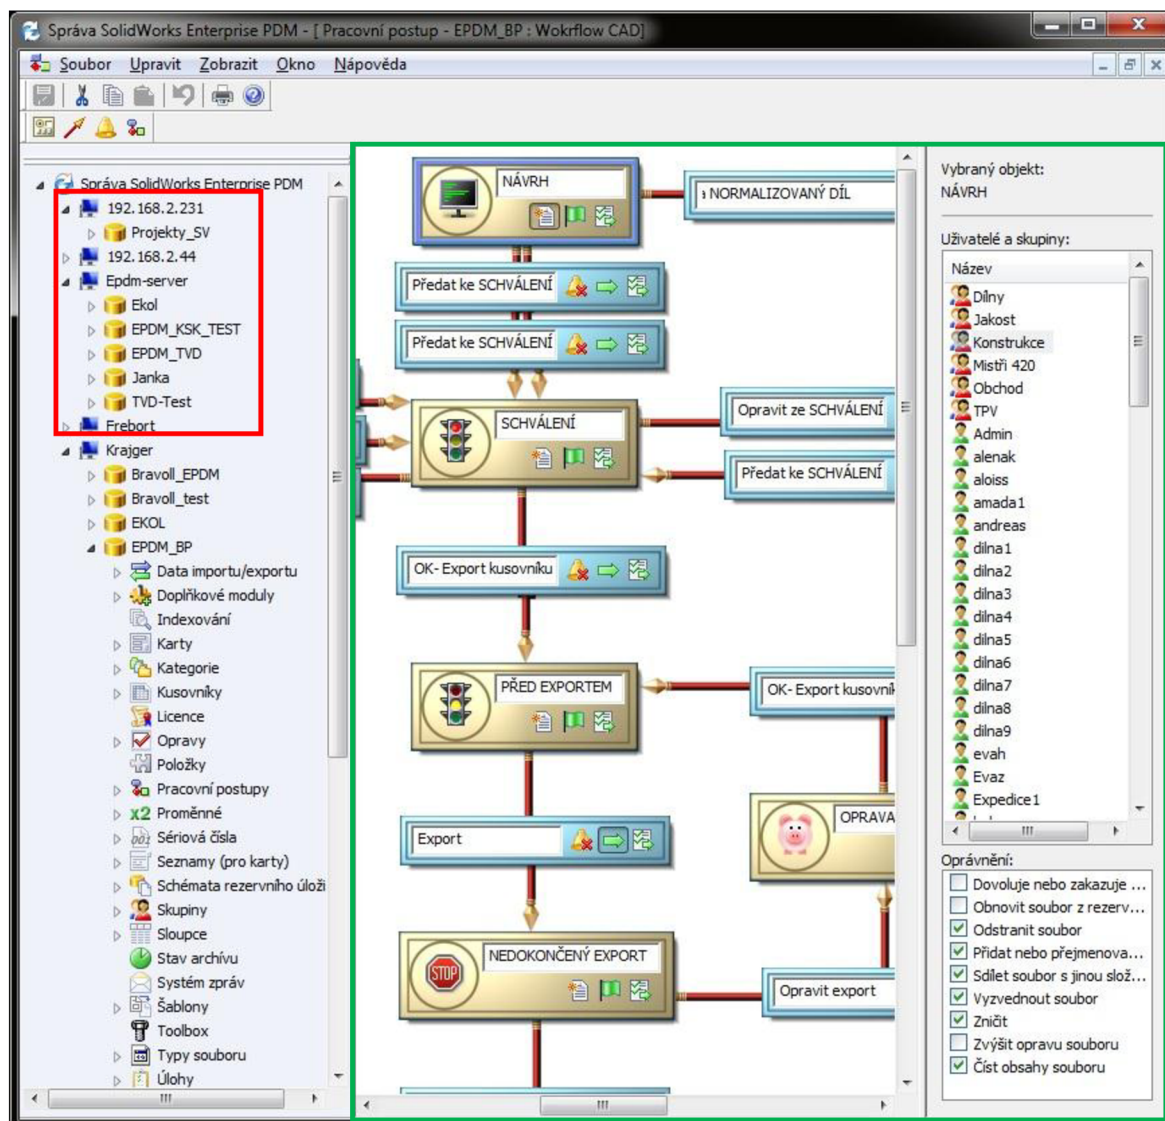 Správa SolidWorks Enterprise PDM - [ Pracovní postup - EPDM_BP : Wokrflow CAD]
Soubor Upravit Zobrazit Okno Nápověda
Správa SolidWorks Enterprise PDM
192.168.2.231
Projekty_SV
192.168.2.44
Epdm-server
Ekol
EPDM_KSK_TEST
EPDM_TVD
Janka
TVD-Test
Frebort
Krajger
Bravoll_EPDM
Bravoll_test
EKOL
EPDM_BP
Data importu/exportu
Doplňkové moduly
Indexování
Karty
Kategorie
Kusovníky
Licence
Opravy
Položky
Pracovní postupy
x2 Proměnné
001 Sériová čísla
Seznamy (pro karty)
Schémata rezervního úloži
Skupiny
Sloupce
Stav archívu
Systém zpráv
Šablony
Toolbox
Typy souboru
Úlohy
NÁVRH
NORMALIZOVANÝ DÍL
Předat ke SCHVÁLENÍ
Předat ke SCHVÁLENÍ
SCHVÁLENÍ
Opravit ze SCHVÁLENÍ
Předat ke SCHVÁLENÍ
OK- Export kusovníku
PŘED EXPORTEM
OK- Export kusovník
Export
OPRAVA
NEDOKONČENÝ EXPORT
STOP
Opravit export
Vybraný objekt:
NÁVRH
Uživatelé a skupiny:
Název
Dílny
Jakost
Konstrukce
Mistři 420
Obchod
TPV
Admin
alenak
aloiss
amada1
andreas
dilna1
dilna2
dilna3
dilna4
dilna5
dilna6
dilna7
dilna8
dilna9
evah
Evaz
Expedice1
Oprávnění:
Dovoluje nebo zakazuje ...
Obnovit soubor z rezerv...
Odstranit soubor
Přidat nebo přejmenova...
Sdílet soubor s jinou slož...
Vyzvednout soubor
Zničit
Zvýšit opravu souboru
Číst obsahy souboru